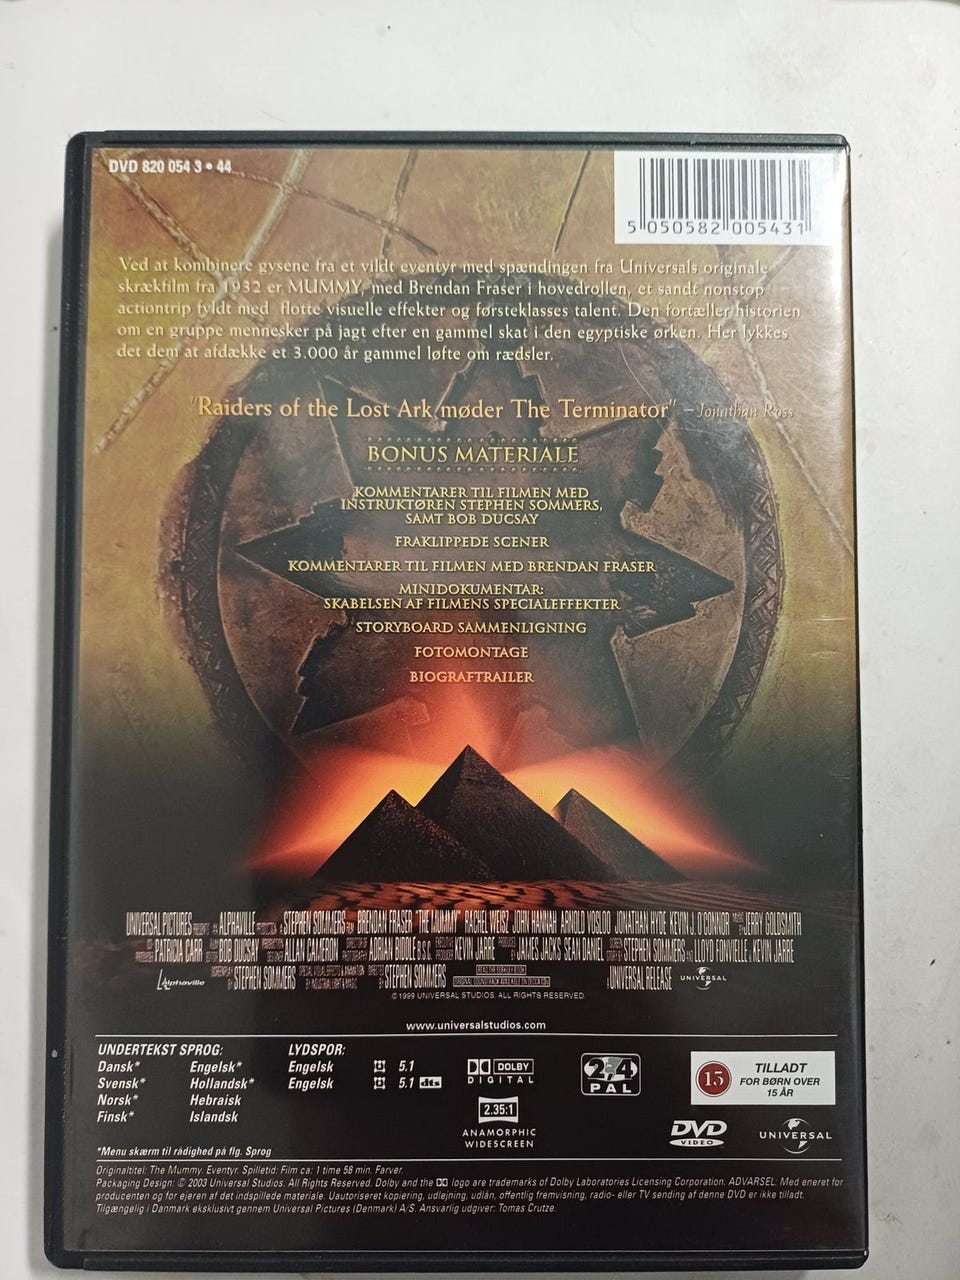 DVD 820 054 3 • 44
5 050582 005431
Ved at kombinere gysene fra et vildt eventyr med spændingen fra Universals originale
skrækfilm fra 1932 er MUMMY, med Brendan Fraser i hovedrollen, et sandt nonstop
actiontrip fyldt med flotte visuelle effekter og førsteklasses talent. Den fortæller historien
om en gruppe mennesker på jagt efter en gammel skat i den egyptiske ørken. Her lykkes
det dem at afdække et 3.000 år gammel løfte om rædsler.
"Raiders of the Lost Ark møder The Terminator" – Jonathan Ross
BONUS MATERIALE
KOMMENTARER TIL FILMEN MED
INSTRUKTØREN STEPHEN SOMMERS,
SAMT BOB DUCSAY
FRAKLIPPEDE SCENER
KOMMENTARER TIL FILMEN MED BRENDAN FRASER
MINIDOKUMENTAR:
SKABELSEN AF FILMENS SPECIALEFFEKTER
STORYBOARD SAMMENLIGNING
FOTOMONTAGE
BIOGRAFTRAILER
UNIVERSAL PICTURES ALPHAVILLE STEPHEN SOMMERS BRENDAN FRASER "THE MUMMY" RACHEL WEISZ JOHN HANNAH ARNOLD VOSLOO JONATHAN HYDE KEVIN J. O'CONNOR JERRY GOLDSMITH
PATRICIA CARR BOB DUCSAY ALLAN CAMERON ADRIAN BIDDLE B.S.C. KEVIN JARRE JAMES JACKS SEAN DANIEL STEPHEN SOMMERS LLOYD FONVIELLE & KEVIN JARRE
Alphaville STEPHEN SOMMERS STEPHEN SOMMERS UNIVERSAL RELEASE UNIVERSAL
© 1999 UNIVERSAL STUDIOS. ALL RIGHTS RESERVED
www.universalstudios.com
UNDERTEKST SPROG:
Dansk* Engelsk*
Svensk* Hollandsk*
Norsk* Hebraisk
Finsk* Islandsk
*Menu skærm til rådighed på flg. Sprog
LYDSPOR:
Engelsk 5.1
Engelsk 5.1 dts
DOLBY
DIGITAL
2.35:1
ANAMORPHIC
WIDESCREEN
2,4
PAL
15
TILLADT
FOR BØRN OVER
15 ÅR
DVD
VIDEO
UNIVERSAL
Originaltitel: The Mummy. Eventyr. Spilletid: Film ca: 1 time 58 min. Farver.
Packaging Design: © 2003 Universal Studios. All Rights Reserved. Dolby and the logo are trademarks of Dolby Laboratories Licensing Corporation. ADVARSEL: Med eneret for
producenten og for ejeren af det indspillede materiale. Uautoriseret kopiering, udlejning, udlån, offentlig fremvisning, radio- eller TV sending af denne DVD er ikke tilladt.
Tilgængelig i Danmark eksklusivt gennem Universal Pictures (Denmark) A/S. Ansvarlig udgiver: Tomas Crutze.